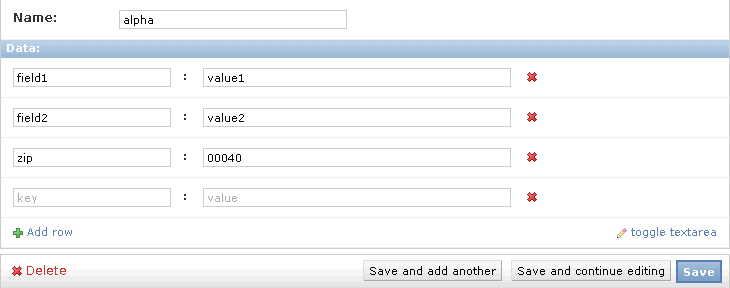 Name: alpha
Data:
field1 : value1
field2 : value2
zip : 00040
key : value
Add row toggle textarea
Delete Save and add another Save and continue editing Save